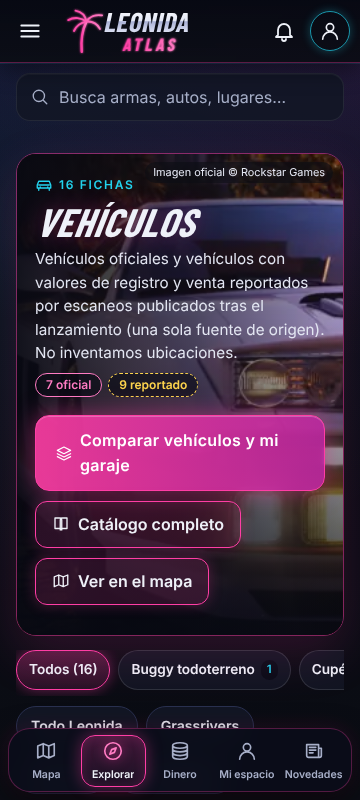 LEONIDA
ATLAS
Busca armas, autos, lugares...
Imagen oficial © Rockstar Games
16 FICHAS
VEHÍCULOS
Vehículos oficiales y vehículos con
valores de registro y venta reportados
por escaneos publicados tras el
lanzamiento (una sola fuente de origen).
No inventamos ubicaciones.
7 oficial
9 reportado
Comparar vehículos y mi
garaje
Catálogo completo
Ver en el mapa
Todos (16)
Buggy todoterreno 1
Cupé
Todo Leonida
Grassrivers
Mapa
Explorar
Dinero
Mi espacio
Novedades